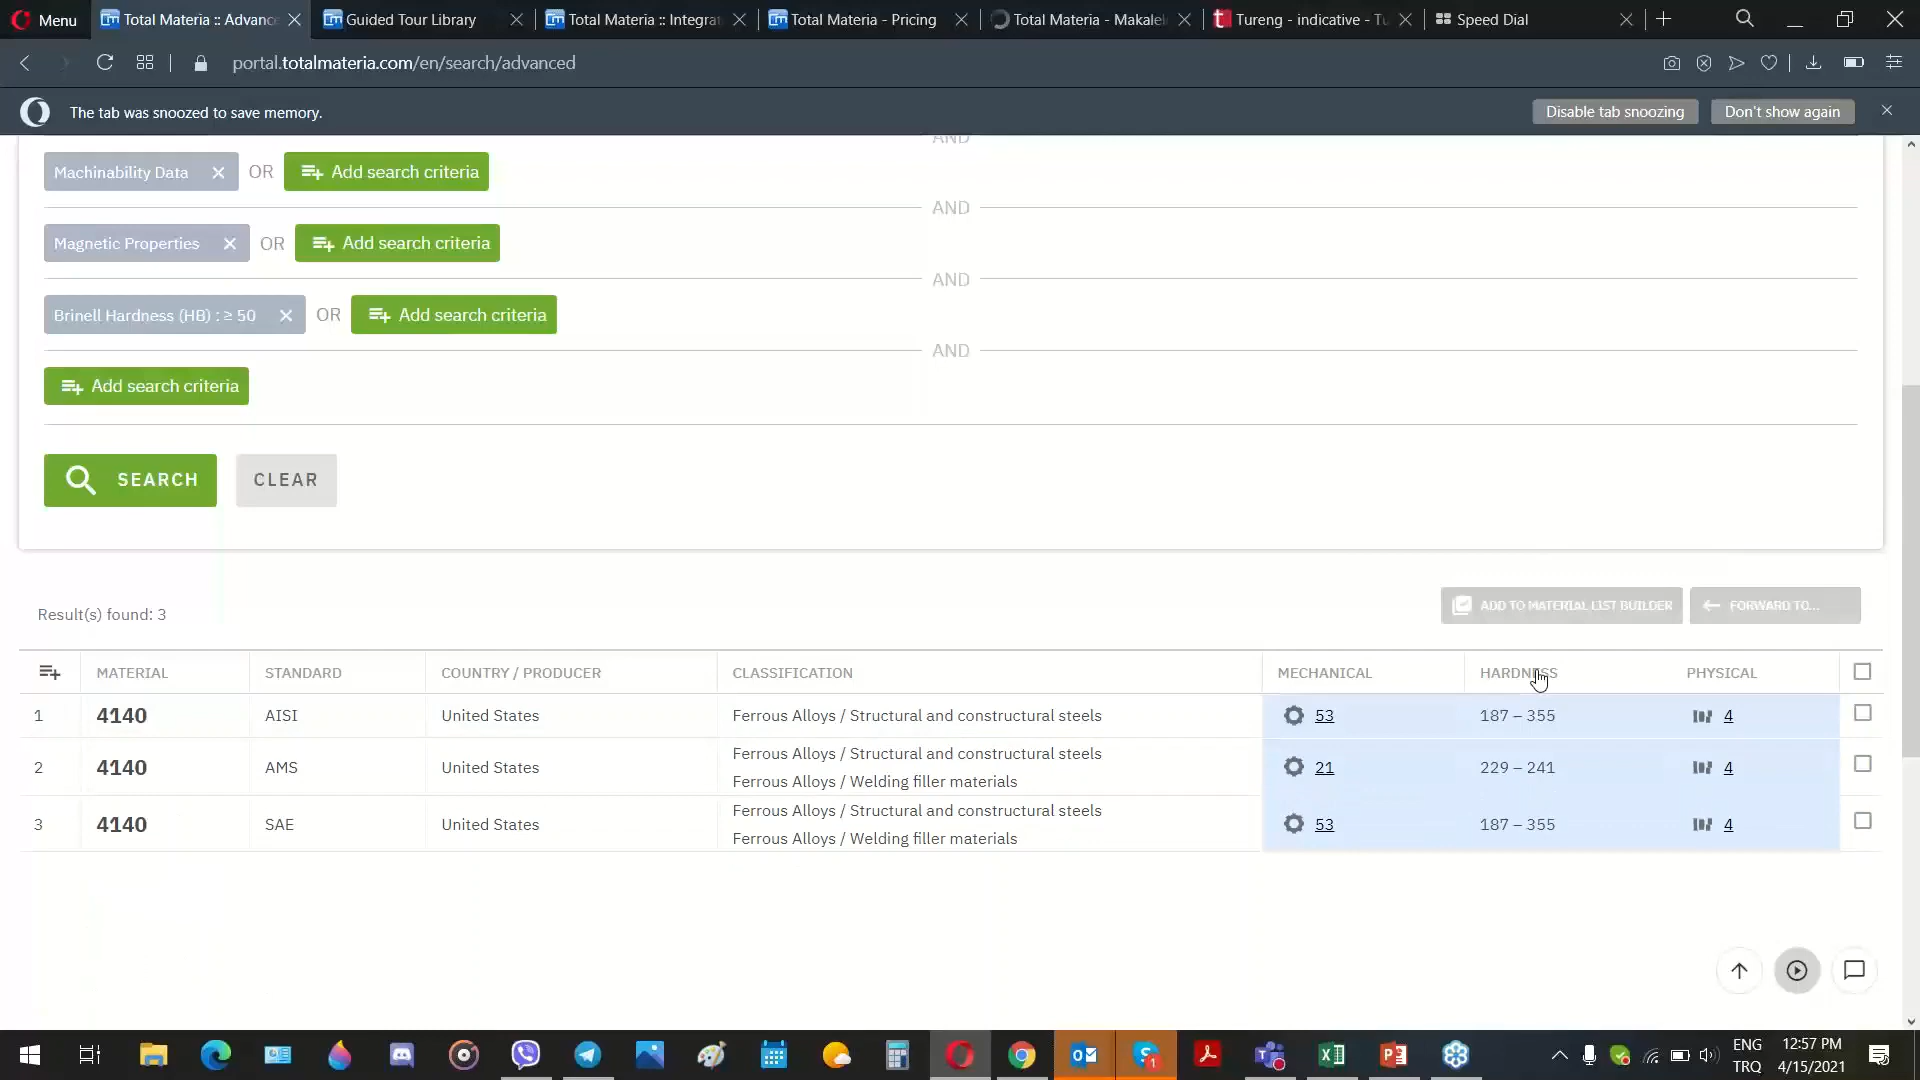 Menu
Total Materia :: Advanc
Guided Tour Library
Total Materia :: Integrat
Total Materia - Pricing
Total Materia - Makalel
Tureng - indicative - Tu
Speed Dial
portal.totalmateria.com/en/search/advanced
The tab was snoozed to save memory.
Disable tab snoozing
Don't show again
AND
Machinability Data
OR
Add search criteria
AND
Magnetic Properties
OR
Add search criteria
AND
Brinell Hardness (HB) : ≥ 50
OR
Add search criteria
AND
Add search criteria
SEARCH
CLEAR
Result(s) found: 3
ADD TO MATERIAL LIST BUILDER
FORWARD TO...
MATERIAL STANDARD COUNTRY / PRODUCER CLASSIFICATION MECHANICAL HARDNESS PHYSICAL
1 4140 AISI United States Ferrous Alloys / Structural and constructural steels 53 187 – 355 4
2 4140 AMS United States Ferrous Alloys / Structural and constructural steels 21 229 – 241 4
Ferrous Alloys / Welding filler materials
3 4140 SAE United States Ferrous Alloys / Structural and constructural steels 53 187 – 355 4
Ferrous Alloys / Welding filler materials
1
ENG
TRQ
12:57 PM
4/15/2021